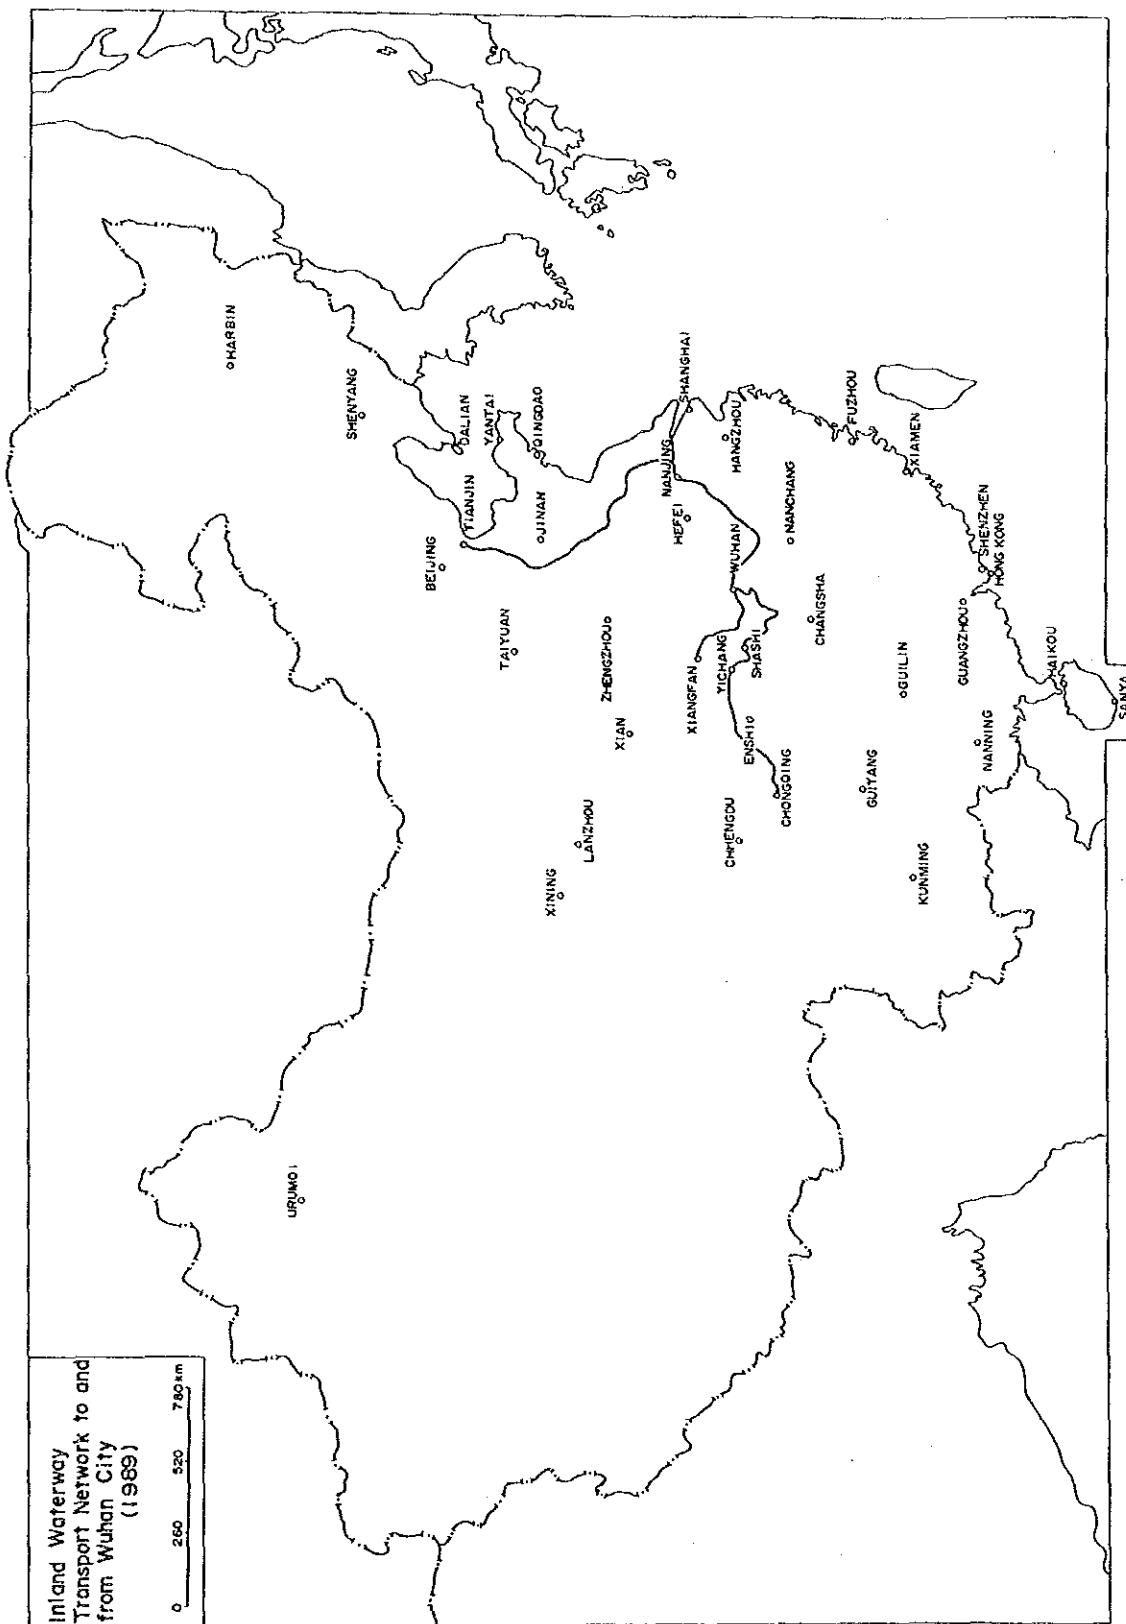 Inland Waterway
Transport Network to and
from Wuhan City
(1989)
0 260 520 780km
HARBIN
SHENYANG
URUMQI
BEIJING
TIANJIN
DALIAN
YANTAI
TAIYUAN
JINAN
QINGDAO
XINING
LANZHOU
XIAN
ZHENGZHOU
XIANGFAN
HEFEI
NANJING
SHANGHAI
CHHENGDU
ENSHI
YICHANG
SHASHI
WUHAN
HANGZHOU
CHONGQING
CHANGSHA
NANCHANG
GUIYANG
FUZHOU
KUNMING
GUILIN
XIAMEN
NANNING
GUANGZHOU
SHENZHEN
HONG KONG
HAIKOU
SANYA